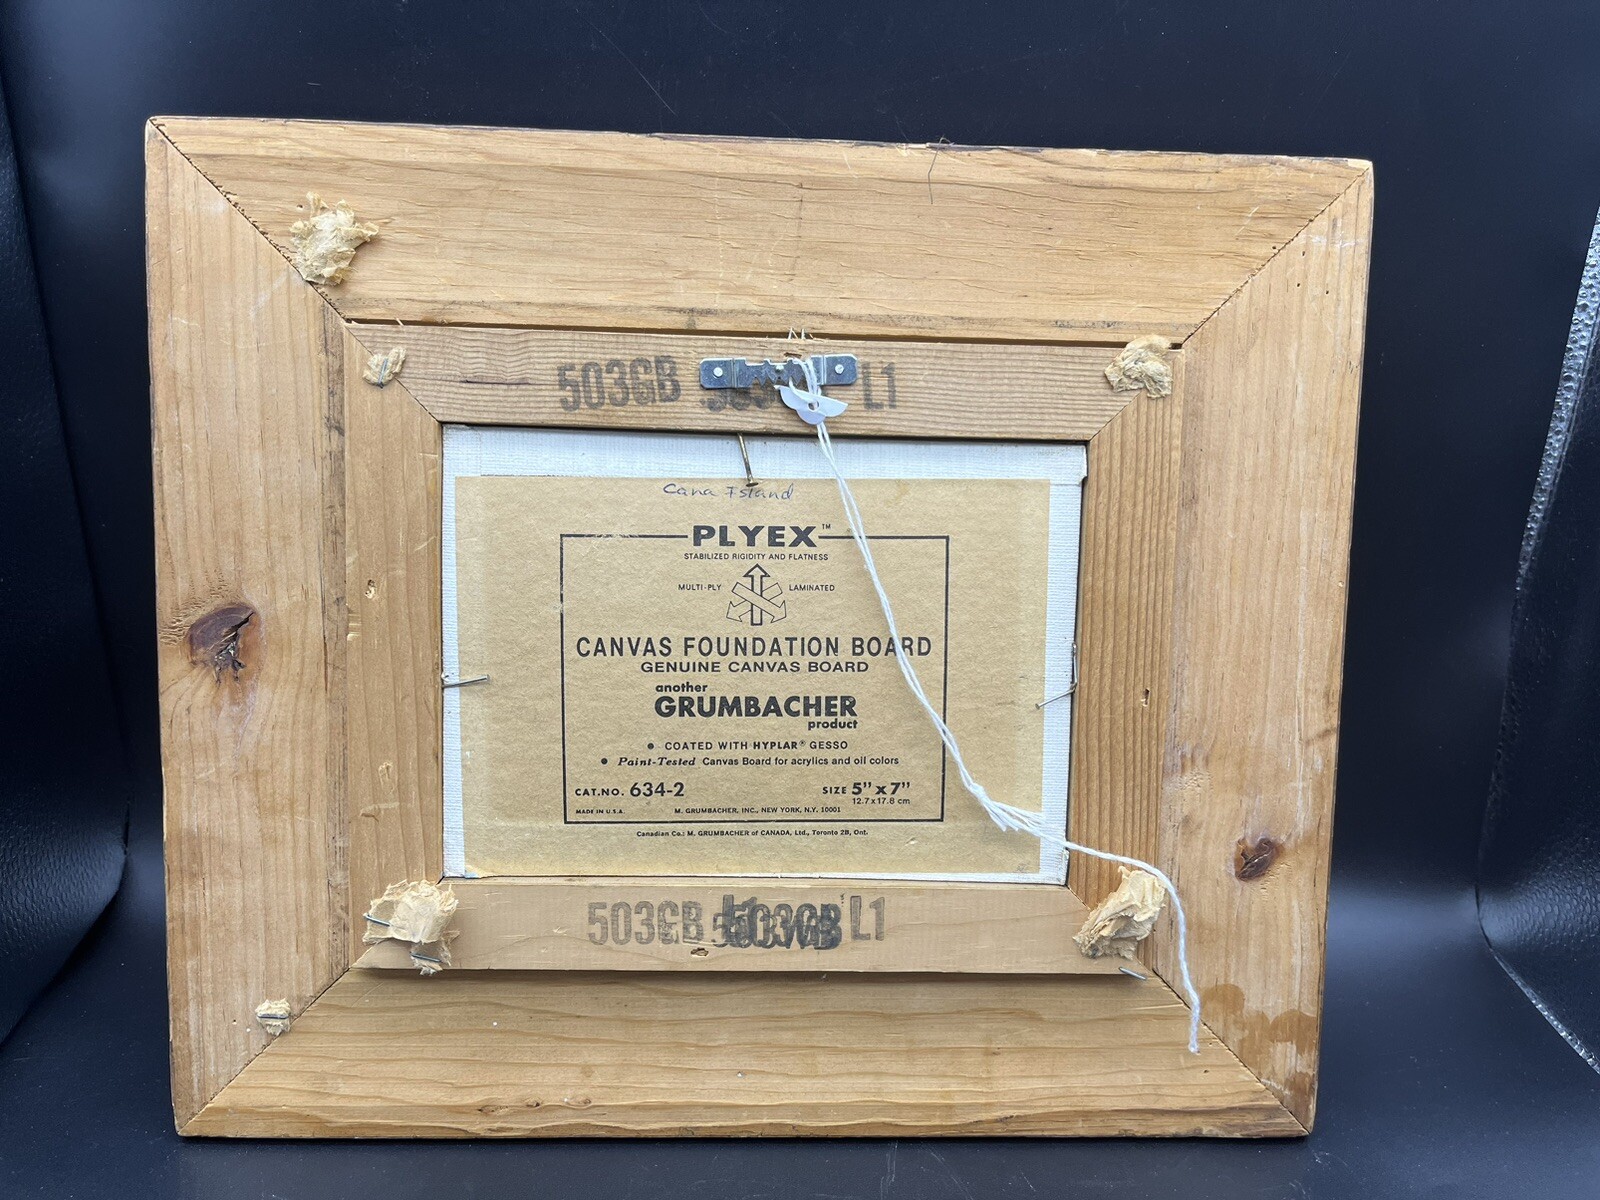 503GB L1
Cana Island
PLYEX™
STABILIZED RIGIDITY AND FLATNESS
MULTI-PLY LAMINATED
CANVAS FOUNDATION BOARD
GENUINE CANVAS BOARD
another
GRUMBACHER
product
• COATED WITH HYPLAR® GESSO
• Paint-Tested Canvas Board for acrylics and oil colors
CAT.NO. 634-2 SIZE 5" x 7"
12.7 x 17.8 cm
MADE IN U.S.A. M. GRUMBACHER, INC., NEW YORK, N.Y. 10001
Canadian Co.: M. GRUMBACHER of CANADA, Ltd., Toronto 2B, Ont.
503GB L1 503GB L1